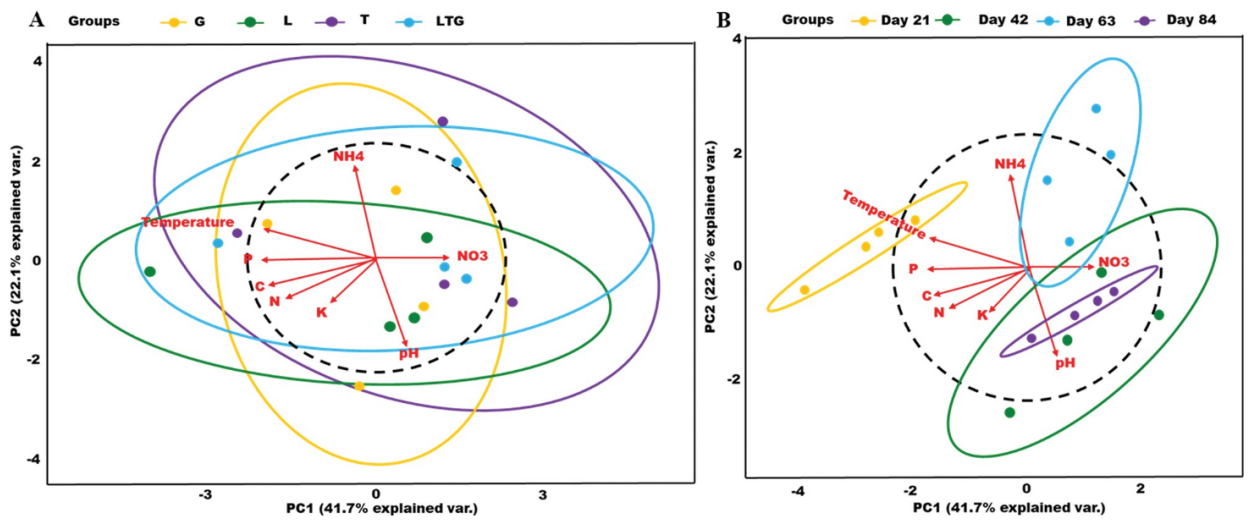 A
Groups G L T LTG
PC2 (22.1% explained var.)
4
2
0
-2
-4
NH4
Temperature
P
C
N
K
NO3
pH
-3 0 3
PC1 (41.7% explained var.)
B
Groups Day 21 Day 42 Day 63 Day 84
PC2 (22.1% explained var.)
4
2
0
-2
NH4
Temperature
P
C
N
K
NO3
pH
-4 -2 0 2
PC1 (41.7% explained var.)